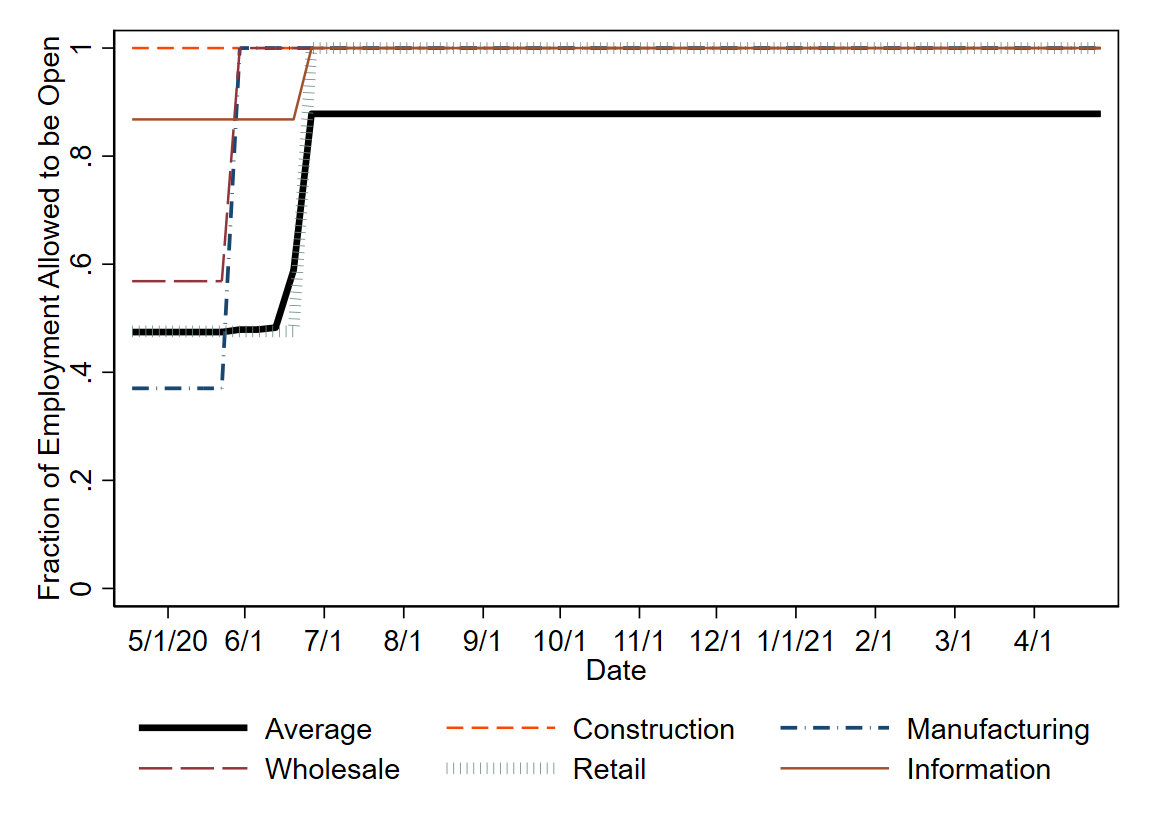 Fraction of Employment Allowed to be Open
1
.8
.6
.4
.2
0
5/1/20 6/1 7/1 8/1 9/1 10/1 11/1 12/1 1/1/21 2/1 3/1 4/1
Date
Average Construction Manufacturing
Wholesale Retail Information